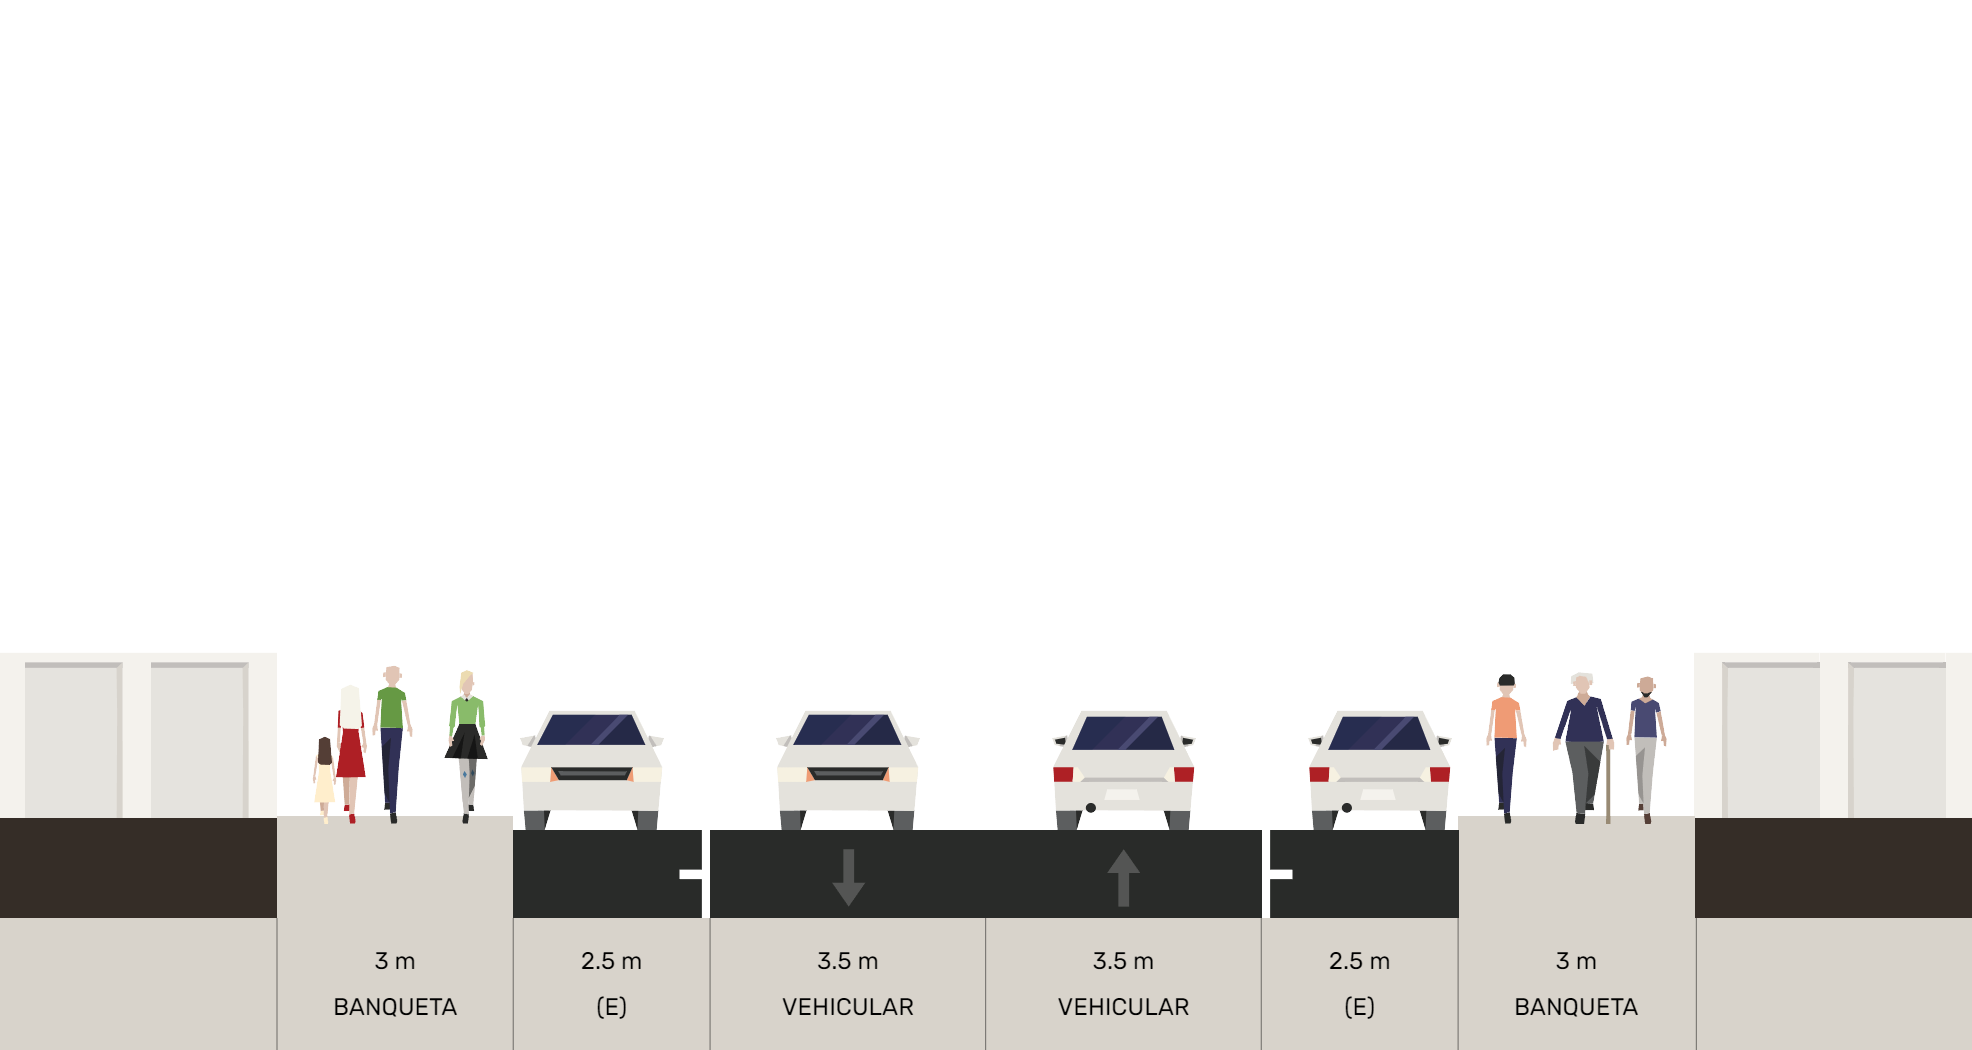 3 m
BANQUETA
2.5 m
(E)
3.5 m
VEHICULAR
3.5 m
VEHICULAR
2.5 m
(E)
3 m
BANQUETA